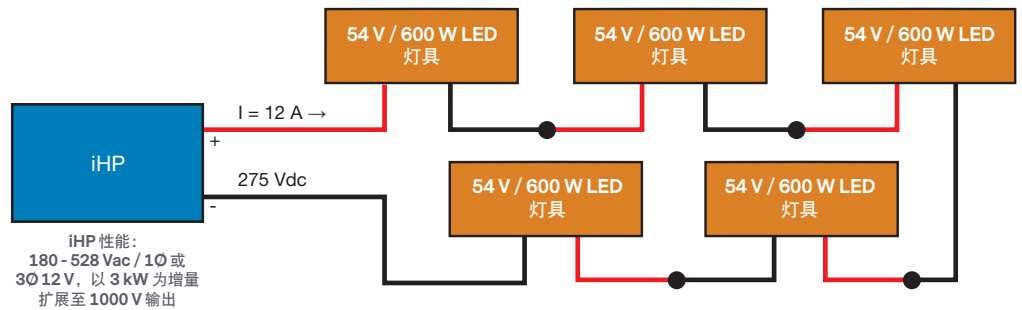 54 V / 600 W LED
灯具
54 V / 600 W LED
灯具
54 V / 600 W LED
灯具
I = 12 A →
+
iHP
275 Vdc
-
54 V / 600 W LED
灯具
54 V / 600 W LED
灯具
iHP 性能：
180 - 528 Vac / 1Ø 或
3Ø 12 V，以 3 kW 为增量
扩展至 1000 V 输出